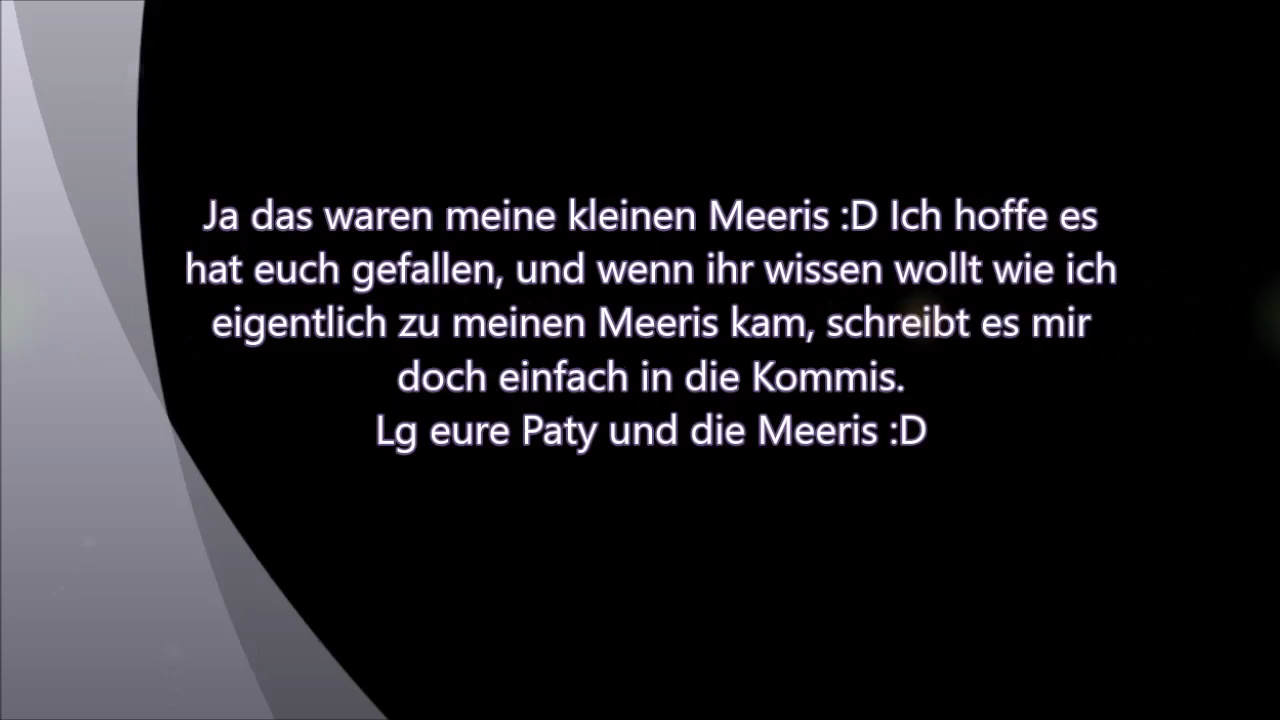 Ja das waren meine kleinen Meeris :D Ich hoffe es
hat euch gefallen, und wenn ihr wissen wollt wie ich
eigentlich zu meinen Meeris kam, schreibt es mir
doch einfach in die Kommis.
Lg eure Paty und die Meeris :D